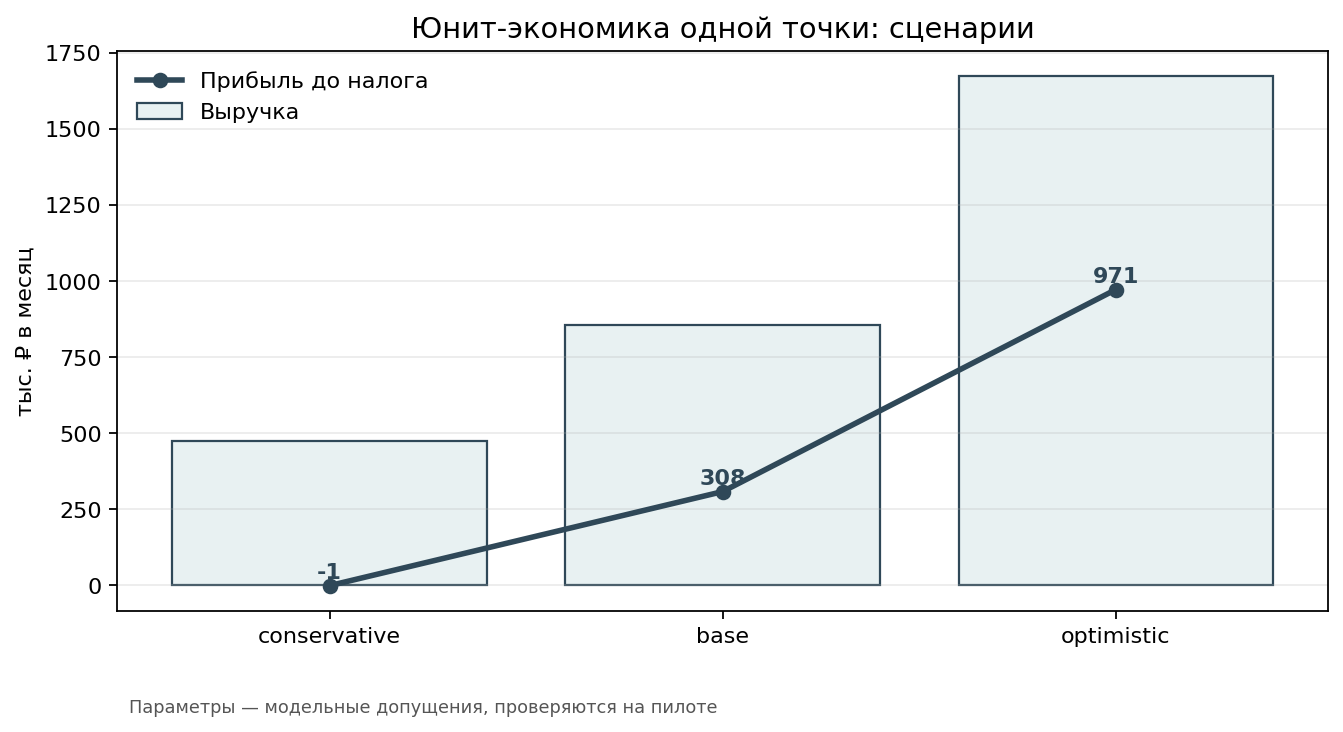 Юнит-экономика одной точки: сценарии
тыс. ₽ в месяц
1750
1500
1250
1000
750
500
250
0
Прибыль до налога
Выручка
-1
308
971
conservative
base
optimistic
Параметры — модельные допущения, проверяются на пилоте